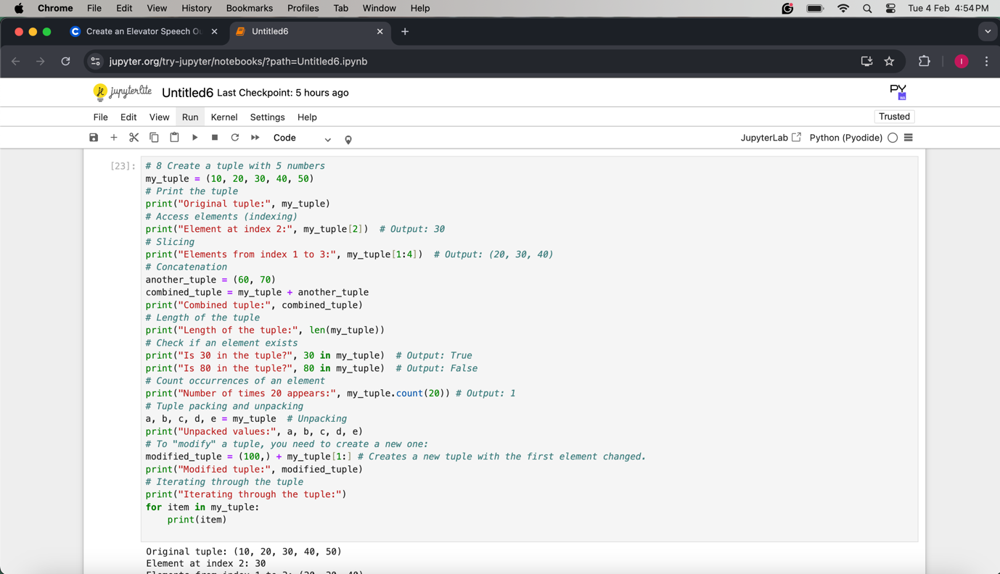 Chrome File Edit View History Bookmarks Profiles Tab Window Help Tue 4 Feb 4:54 PM
Create an Elevator Speech Untitled6
jupyter.org/try-jupyter/notebooks/?path=Untitled6.ipynb I
jupyterlite Untitled6 Last Checkpoint: 5 hours ago PY
WA
File Edit View Run Kernel Settings Help Trusted
Code JupyterLab Python (Pyodide)
[23]: # 8 Create a tuple with 5 numbers
my_tuple = (10, 20, 30, 40, 50)
# Print the tuple
print("Original tuple:", my_tuple)
# Access elements (indexing)
print("Element at index 2:", my_tuple[2])  # Output: 30
# Slicing
print("Elements from index 1 to 3:", my_tuple[1:4])  # Output: (20, 30, 40)
# Concatenation
another_tuple = (60, 70)
combined_tuple = my_tuple + another_tuple
print("Combined tuple:", combined_tuple)
# Length of the tuple
print("Length of the tuple:", len(my_tuple))
# Check if an element exists
print("Is 30 in the tuple?", 30 in my_tuple)  # Output: True
print("Is 80 in the tuple?", 80 in my_tuple)  # Output: False
# Count occurrences of an element
print("Number of times 20 appears:", my_tuple.count(20)) # Output: 1
# Tuple packing and unpacking
a, b, c, d, e = my_tuple  # Unpacking
print("Unpacked values:", a, b, c, d, e)
# To "modify" a tuple, you need to create a new one:
modified_tuple = (100,) + my_tuple[1:] # Creates a new tuple with the first element changed.
print("Modified tuple:", modified_tuple)
# Iterating through the tuple
print("Iterating through the tuple:")
for item in my_tuple:
    print(item)
Original tuple: (10, 20, 30, 40, 50)
Element at index 2: 30
Elements from index 1 to 3: (20, 30, 40)